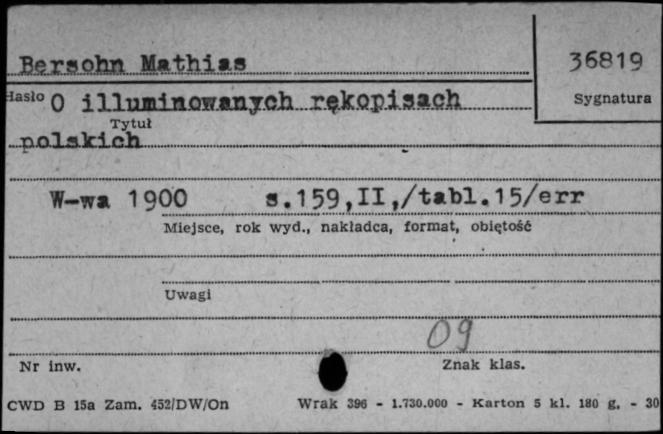 Bersohn Mathias
36819
Hasło O illuminowanych rękopisach
Sygnatura
Tytuł
polskich
W-wa 1900 s.159,II,/tabl.15/err
Miejsce, rok wyd., nakładca, format, objętość
Uwagi
09
Nr inw. Znak klas.
CWD B 15a Zam. 452/DW/On Wrak 396 - 1.730.000 - Karton 5 kl. 180 g. - 30